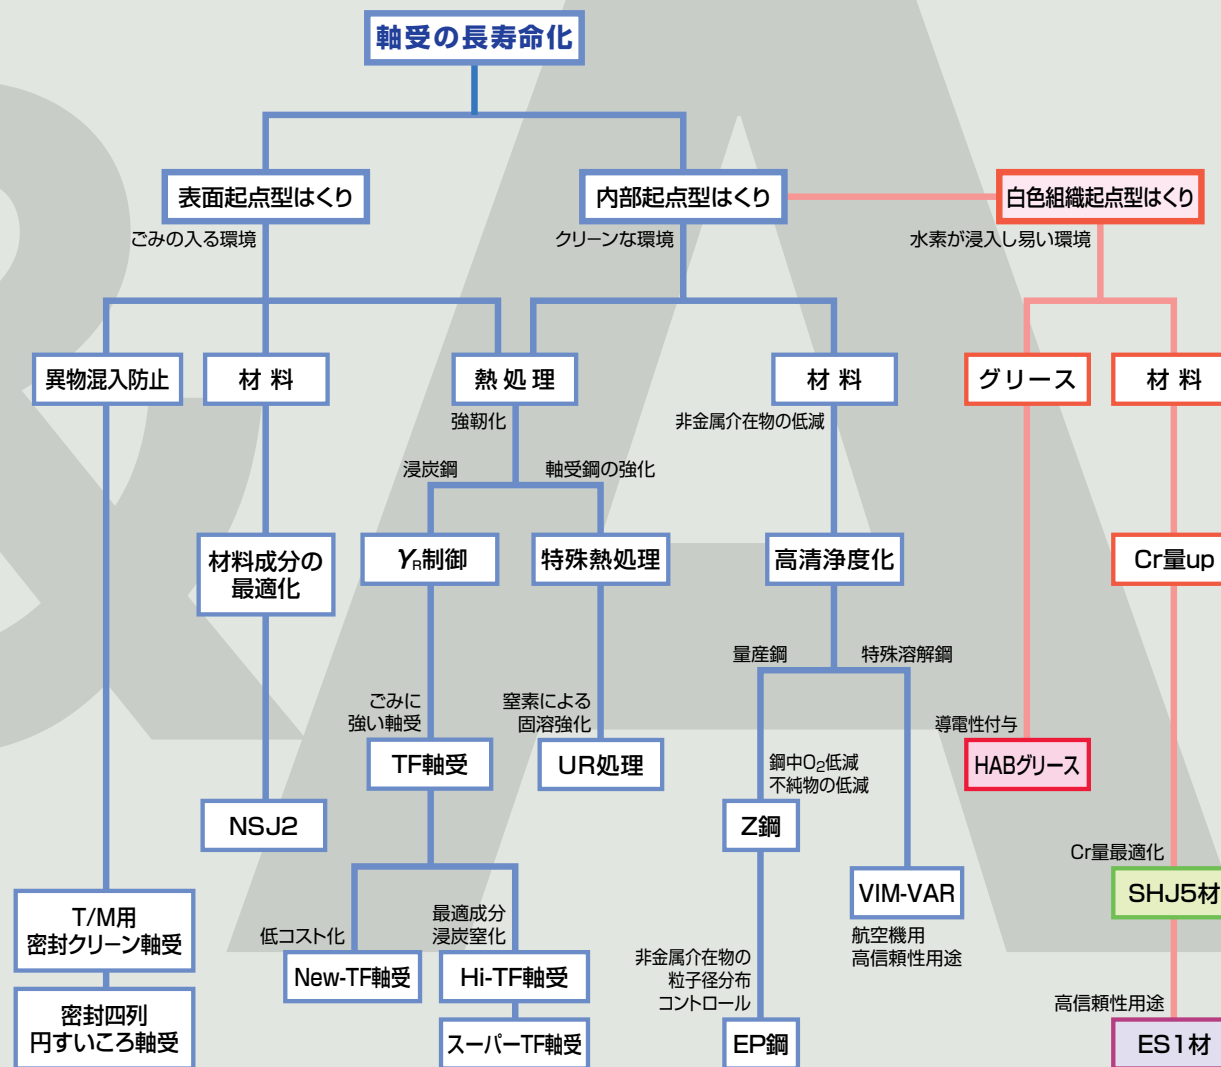 軸受の長寿命化
表面起点型はくり
内部起点型はくり
白色組織起点型はくり
ごみの入る環境
クリーンな環境
水素が浸入し易い環境
異物混入防止
材料
熱処理
材料
グリース
材料
強靭化
非金属介在物の低減
浸炭鋼
軸受鋼の強化
材料成分の
最適化
γR制御
特殊熱処理
高清浄度化
Cr量up
量産鋼
特殊溶解鋼
ごみに
強い軸受
窒素による
固溶強化
導電性付与
TF軸受
UR処理
鋼中O₂低減
不純物の低減
HABグリース
NSJ2
Z鋼
Cr量最適化
T/M用
密封クリーン軸受
低コスト化
最適成分
浸炭窒化
VIM-VAR
航空機用
高信頼性用途
SHJ5材
New-TF軸受
Hi-TF軸受
非金属介在物の
粒子径分布
コントロール
高信頼性用途
密封四列
円すいころ軸受
スーパーTF軸受
EP鋼
ES1材